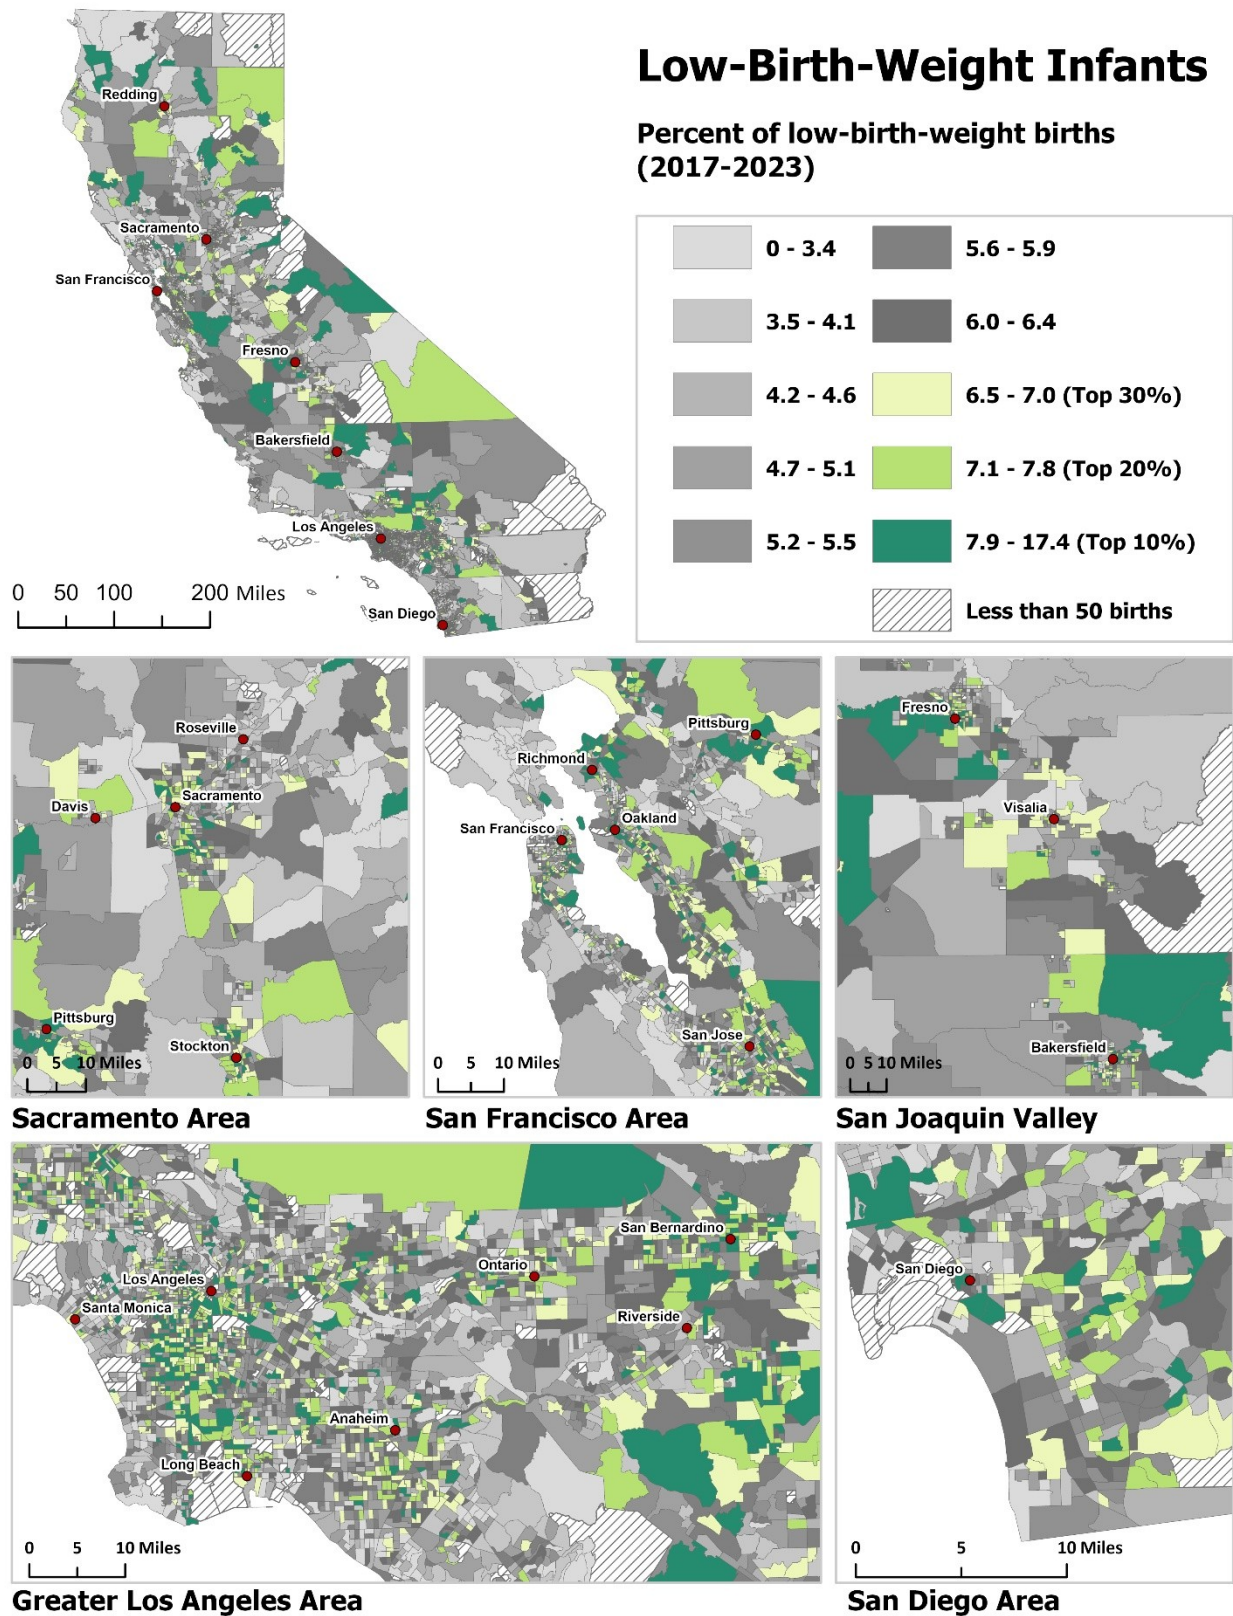 Low-Birth-Weight Infants
Percent of low-birth-weight births
(2017-2023)
0 - 3.4
3.5 - 4.1
4.2 - 4.6
4.7 - 5.1
5.2 - 5.5
5.6 - 5.9
6.0 - 6.4
6.5 - 7.0 (Top 30%)
7.1 - 7.8 (Top 20%)
7.9 - 17.4 (Top 10%)
Less than 50 births
Redding
Sacramento
San Francisco
Fresno
Bakersfield
Los Angeles
San Diego
0 50 100 200 Miles
Roseville
Sacramento
Davis
Pittsburg
Stockton
0 5 10 Miles
Sacramento Area
Pittsburg
Richmond
Oakland
San Francisco
San Jose
0 5 10 Miles
San Francisco Area
Fresno
Visalia
Bakersfield
0 5 10 Miles
San Joaquin Valley
San Bernardino
Ontario
Los Angeles
Santa Monica
Riverside
Anaheim
Long Beach
0 5 10 Miles
Greater Los Angeles Area
San Diego
0 5 10 Miles
San Diego Area